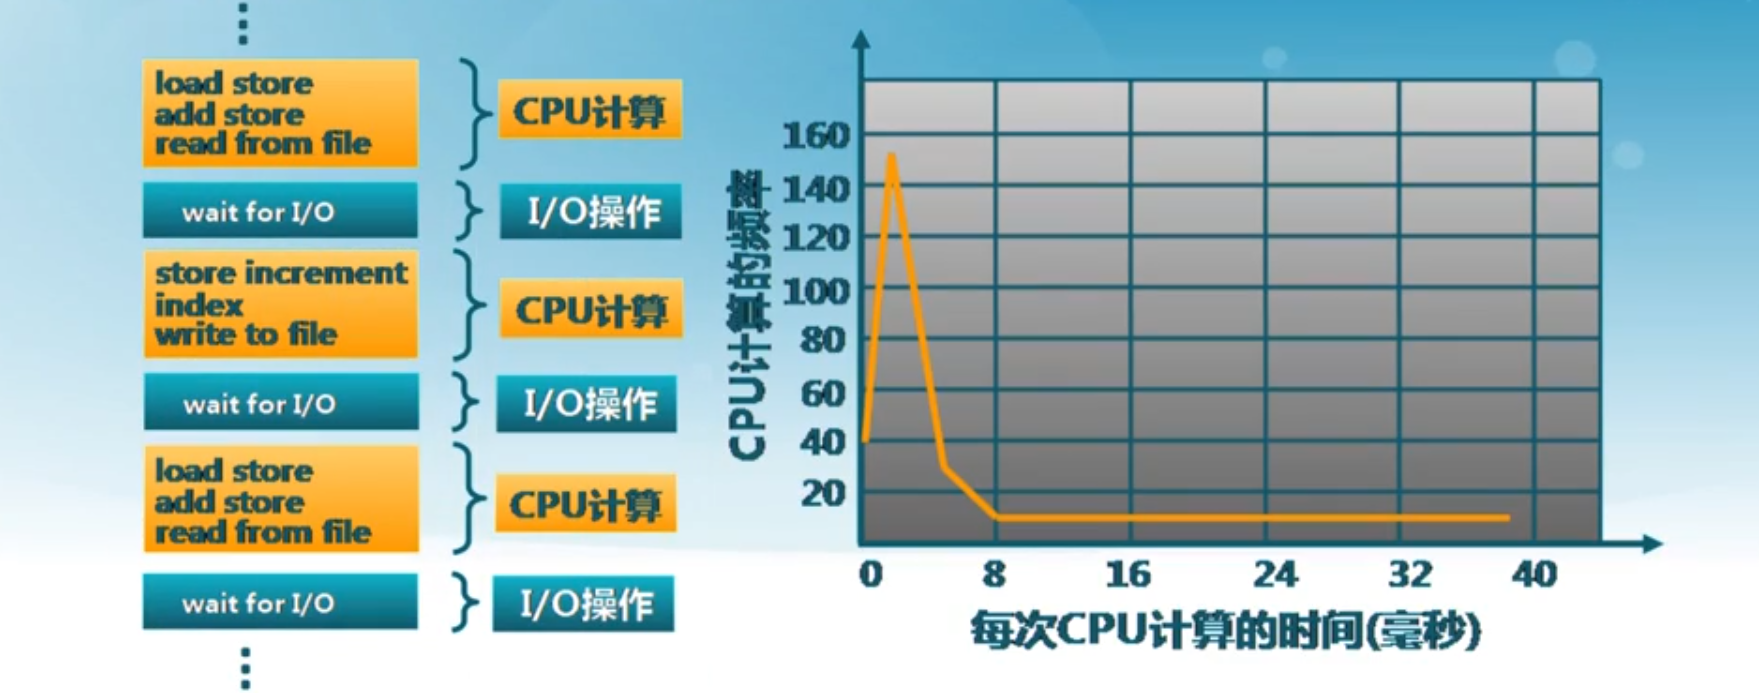 load store
add store
read from file
CPU计算
wait for I/O
I/O操作
store increment
index
write to file
CPU计算
wait for I/O
I/O操作
load store
add store
read from file
CPU计算
wait for I/O
I/O操作
CPU计算的频率
160
140
120
100
80
60
40
20
0 8 16 24 32 40
每次CPU计算的时间(毫秒)